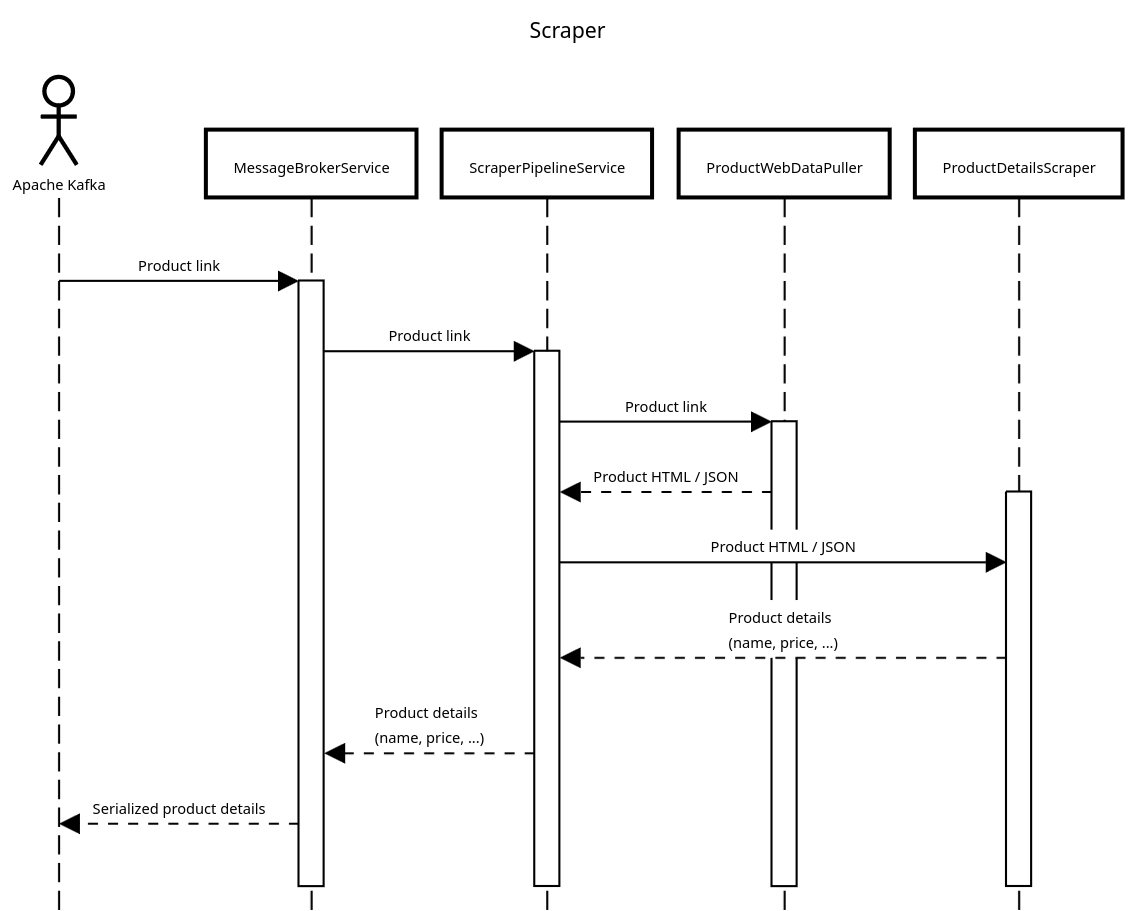 Scraper
Apache Kafka
MessageBrokerService
ScraperPipelineService
ProductWebDataPuller
ProductDetailsScraper
Product link
Product link
Product link
Product HTML / JSON
Product HTML / JSON
Product details
(name, price, ...)
Product details
(name, price, ...)
Serialized product details